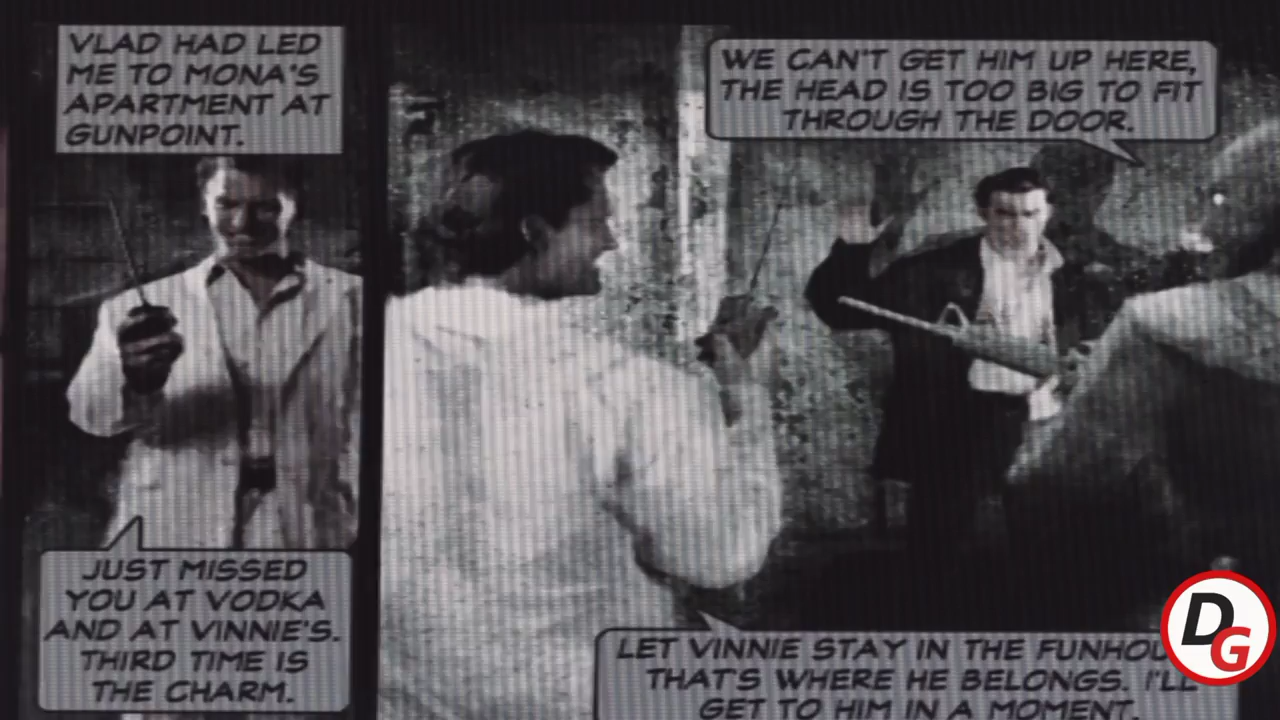 VLAD HAD LED
ME TO MONA'S
APARTMENT AT
GUNPOINT.
JUST MISSED
YOU AT VODKA
AND AT VINNIE'S.
THIRD TIME IS
THE CHARM.
WE CAN'T GET HIM UP HERE,
THE HEAD IS TOO BIG TO FIT
THROUGH THE DOOR.
LET VINNIE STAY IN THE
THAT'S WHERE HE BELONGS. I'LL
GET TO HIM IN A MOMENT.
DG